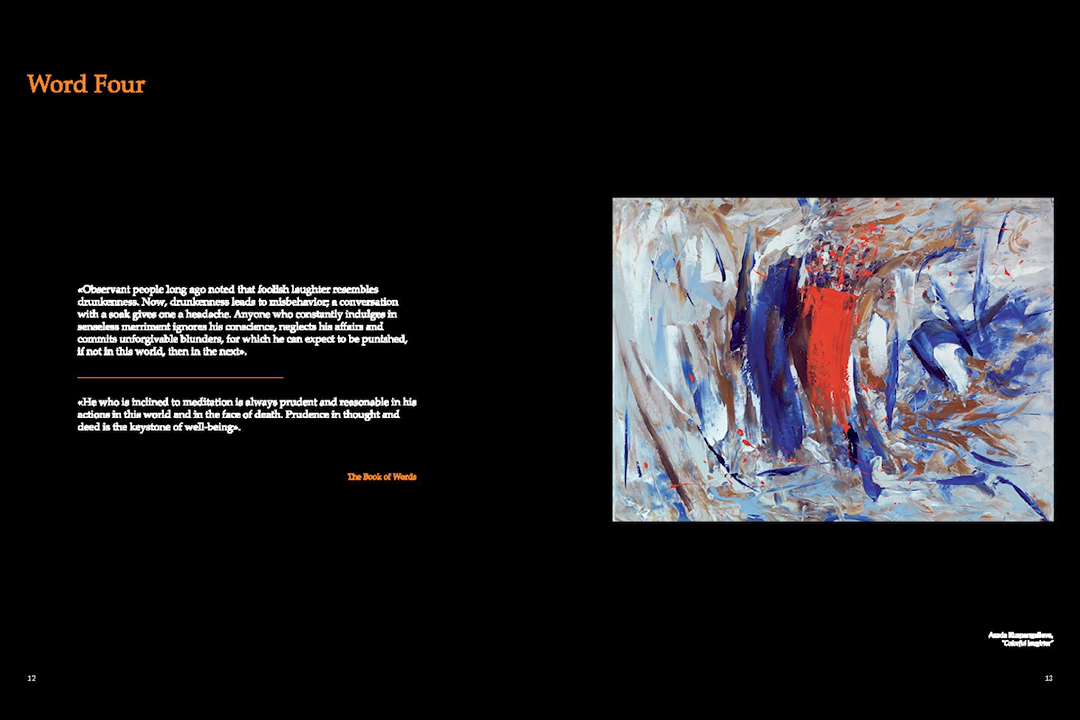 Word Four
«Observant people long ago noted that foolish laughter resembles
drunkenness. Now, drunkenness leads to misbehavior; a conversation
with a soak gives one a headache. Anyone who constantly indulges in
senseless merriment ignores his conscience, neglects his affairs and
commits unforgivable blunders, for which he can expect to be punished,
if not in this world, then in the next».
«He who is inclined to meditation is always prudent and reasonable in his
actions in this world and in the face of death. Prudence in thought and
deed is the keystone of well-being».
The Book of Words
"Colorful laughter"
12
13